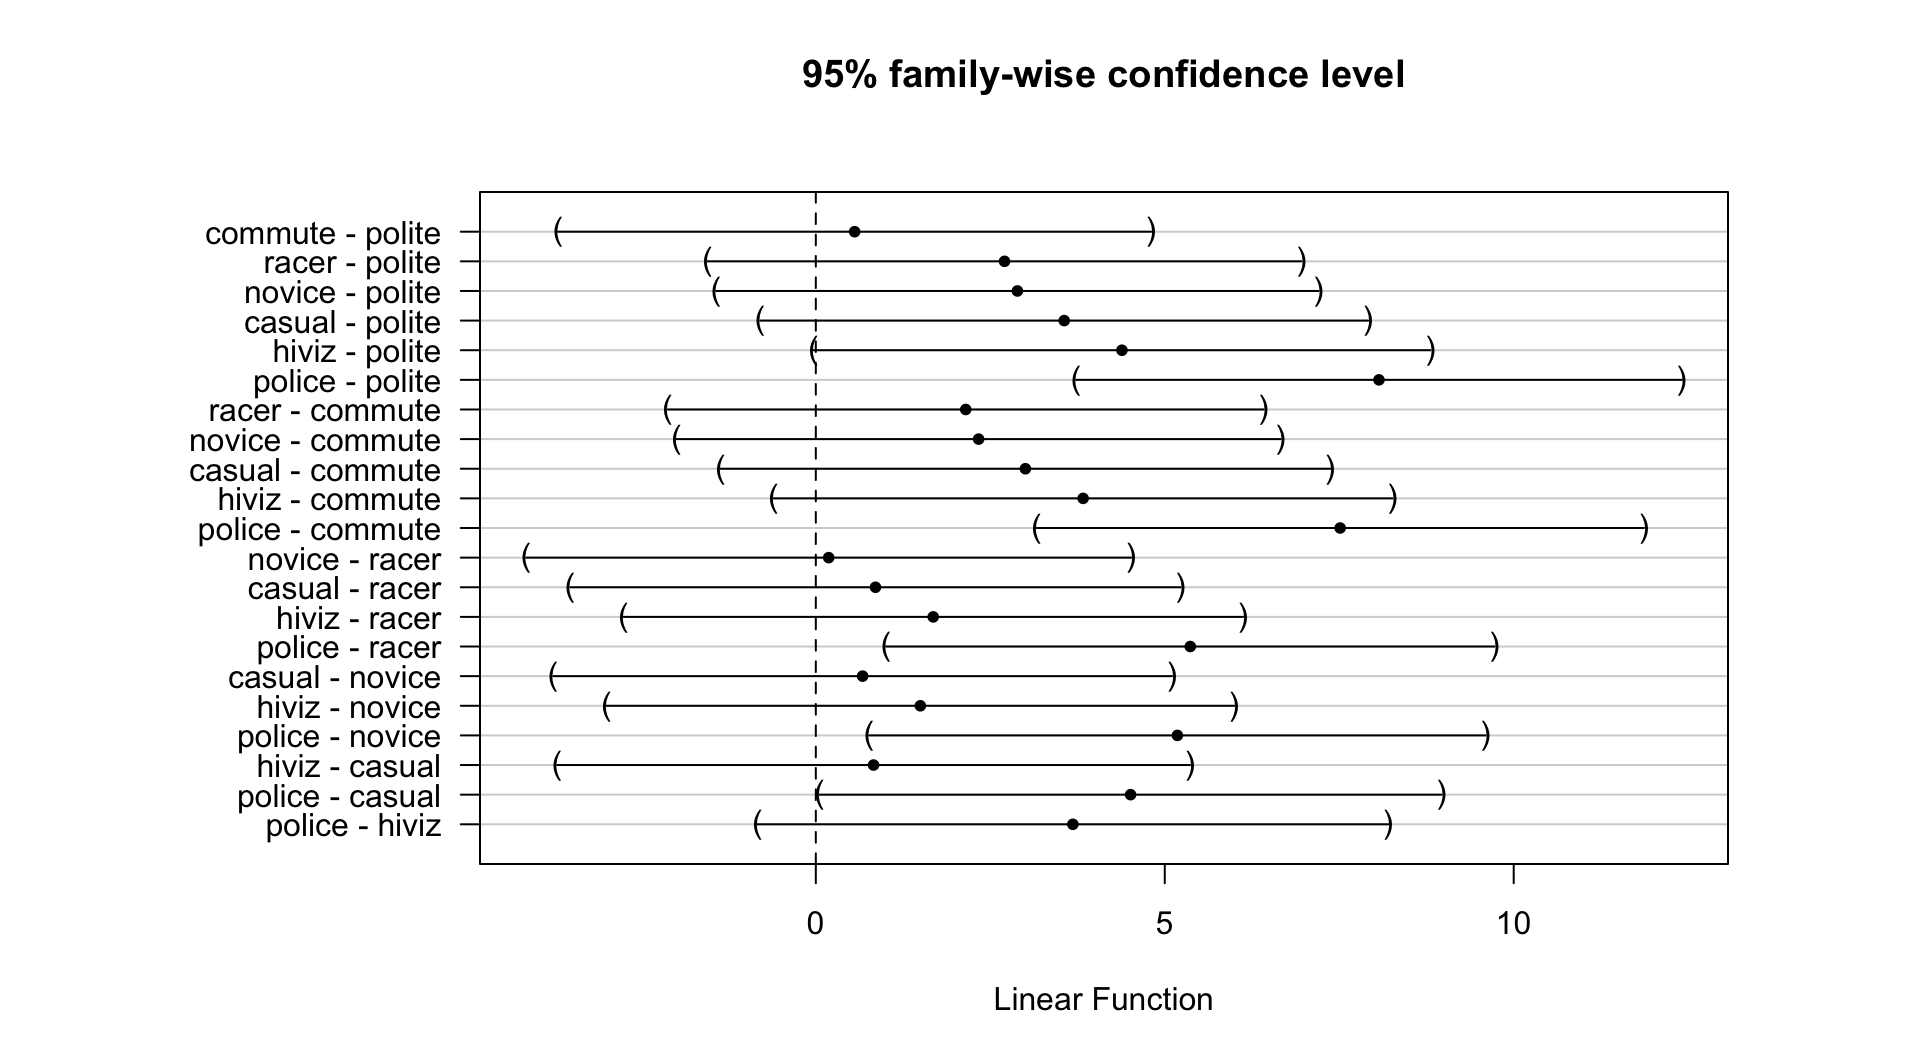 95% family-wise confidence level
commute - polite
racer - polite
novice - polite
casual - polite
hiviz - polite
police - polite
racer - commute
novice - commute
casual - commute
hiviz - commute
police - commute
novice - racer
casual - racer
hiviz - racer
police - racer
casual - novice
hiviz - novice
police - novice
hiviz - casual
police - casual
police - hiviz
0 5 10
Linear Function